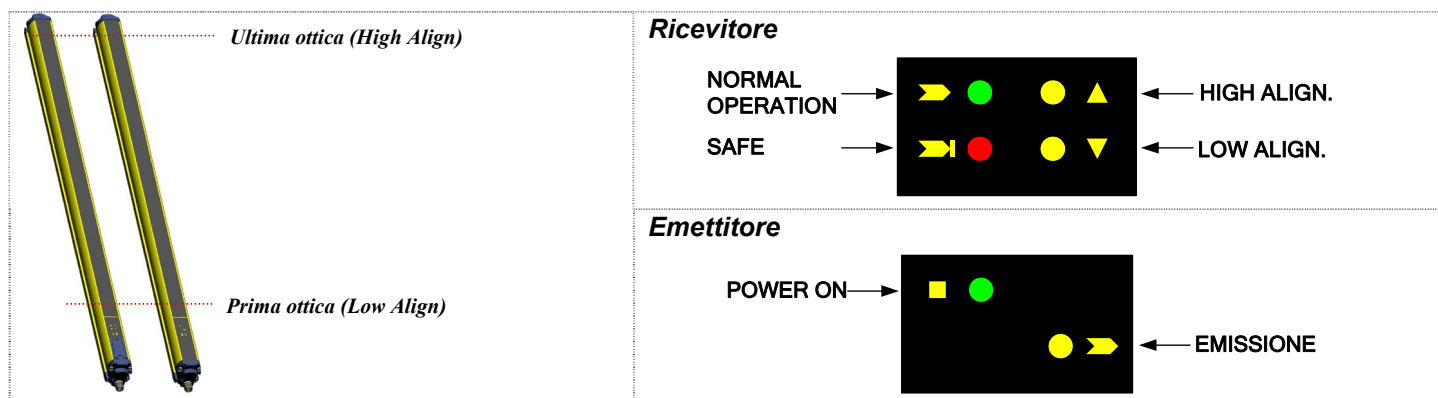 Ultima ottica (High Align)
Prima ottica (Low Align)
Ricevitore
NORMAL
OPERATION
SAFE
HIGH ALIGN.
LOW ALIGN.
Emettitore
POWER ON
EMISSIONE